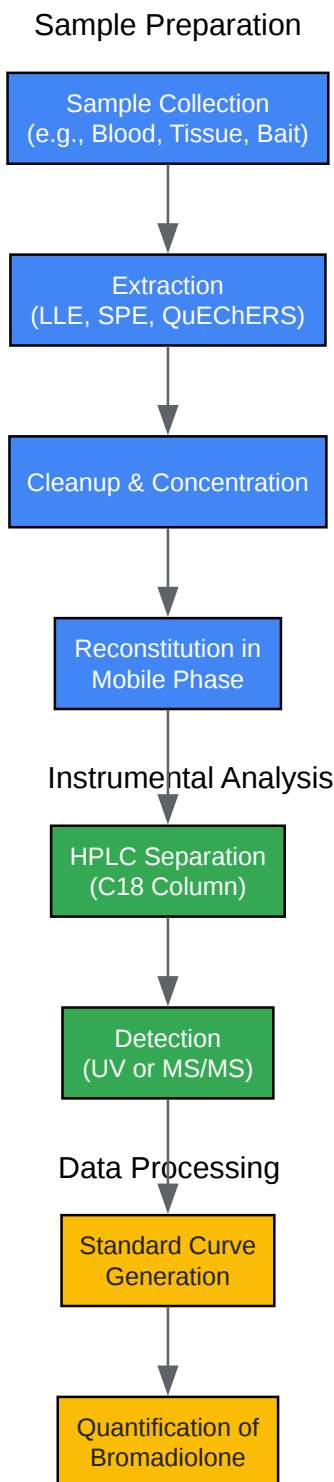 Sample Preparation
Sample Collection
(e.g., Blood, Tissue, Bait)
Extraction
(LLE, SPE, QuEChERS)
Cleanup & Concentration
Reconstitution in
Mobile Phase
Instrumental Analysis
HPLC Separation
(C18 Column)
Detection
(UV or MS/MS)
Data Processing
Standard Curve
Generation
Quantification of
Bromadiolone